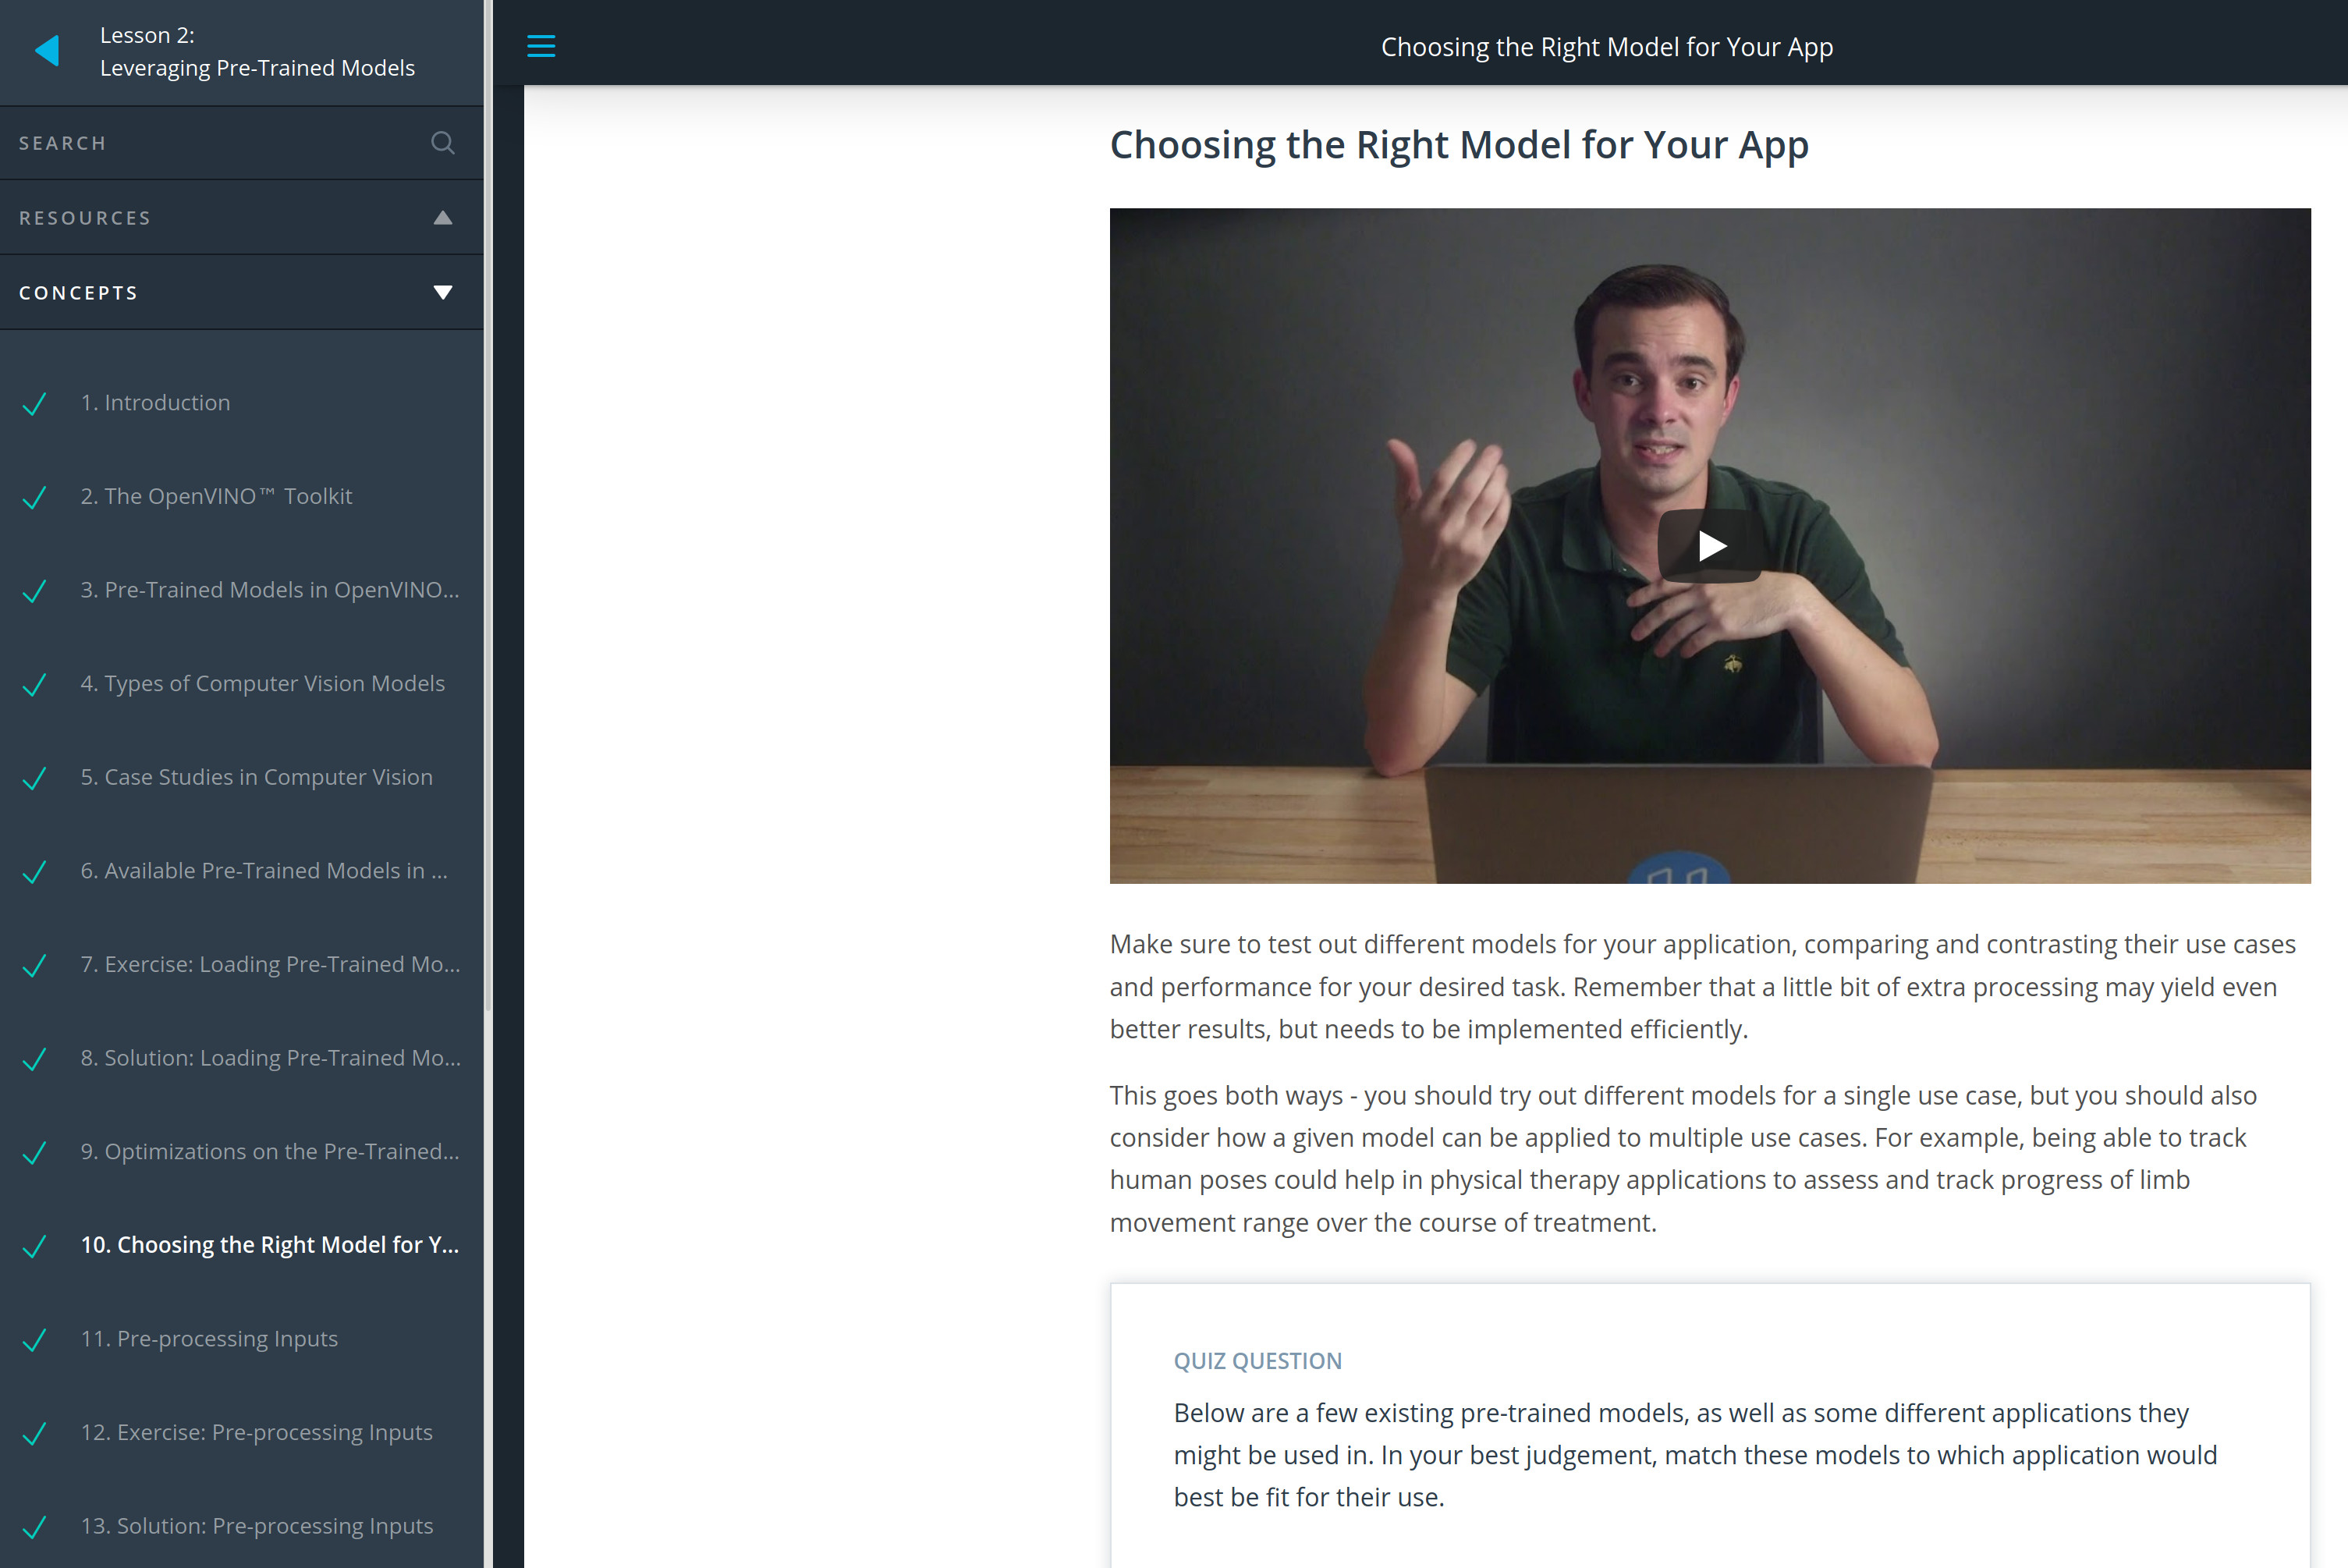 Lesson 2:
Leveraging Pre-Trained Models
SEARCH
RESOURCES
CONCEPTS
1. Introduction
2. The OpenVINO™ Toolkit
3. Pre-Trained Models in OpenVINO...
4. Types of Computer Vision Models
5. Case Studies in Computer Vision
6. Available Pre-Trained Models in ...
7. Exercise: Loading Pre-Trained Mo...
8. Solution: Loading Pre-Trained Mo...
9. Optimizations on the Pre-Trained...
10. Choosing the Right Model for Y...
11. Pre-processing Inputs
12. Exercise: Pre-processing Inputs
13. Solution: Pre-processing Inputs
Choosing the Right Model for Your App
Choosing the Right Model for Your App
Make sure to test out different models for your application, comparing and contrasting their use cases
and performance for your desired task. Remember that a little bit of extra processing may yield even
better results, but needs to be implemented efficiently.
This goes both ways - you should try out different models for a single use case, but you should also
consider how a given model can be applied to multiple use cases. For example, being able to track
human poses could help in physical therapy applications to assess and track progress of limb
movement range over the course of treatment.
QUIZ QUESTION
Below are a few existing pre-trained models, as well as some different applications they
might be used in. In your best judgement, match these models to which application would
best be fit for their use.